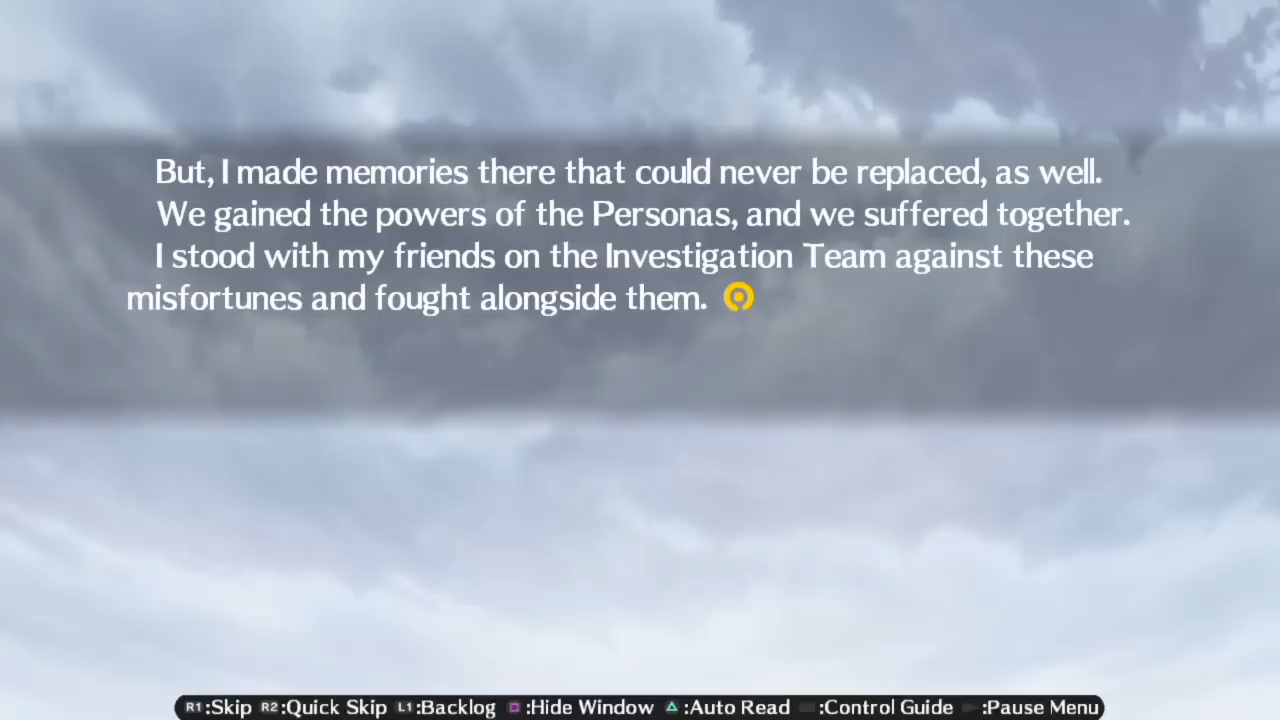 But, I made memories there that could never be replaced, as well.
We gained the powers of the Personas, and we suffered together.
I stood with my friends on the Investigation Team against these
misfortunes and fought alongside them.
R1:Skip R2:Quick Skip L1:Backlog :Hide Window :Auto Read :Control Guide :Pause Menu